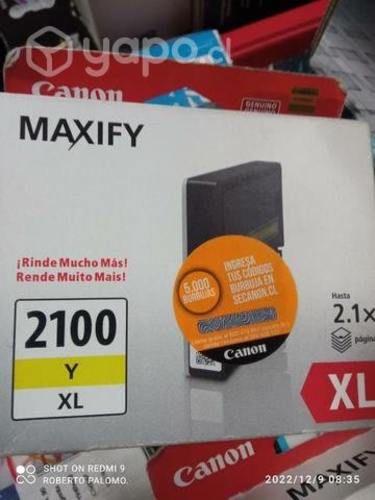 yapo.cl
Canon
GENUINO
MAXIFY
¡Rinde Mucho Más!
Rende Muito Mais!
5.000
BURBUJAS
INGRESA
TUS CÓDIGOS
BURBUJA EN
SECANON.CL
Canon
Hasta
2.1x
página
2100
Y
XL
XL
Canon
SHOT ON REDMI 9
ROBERTO PALOMO.
2022/12/9 08:35